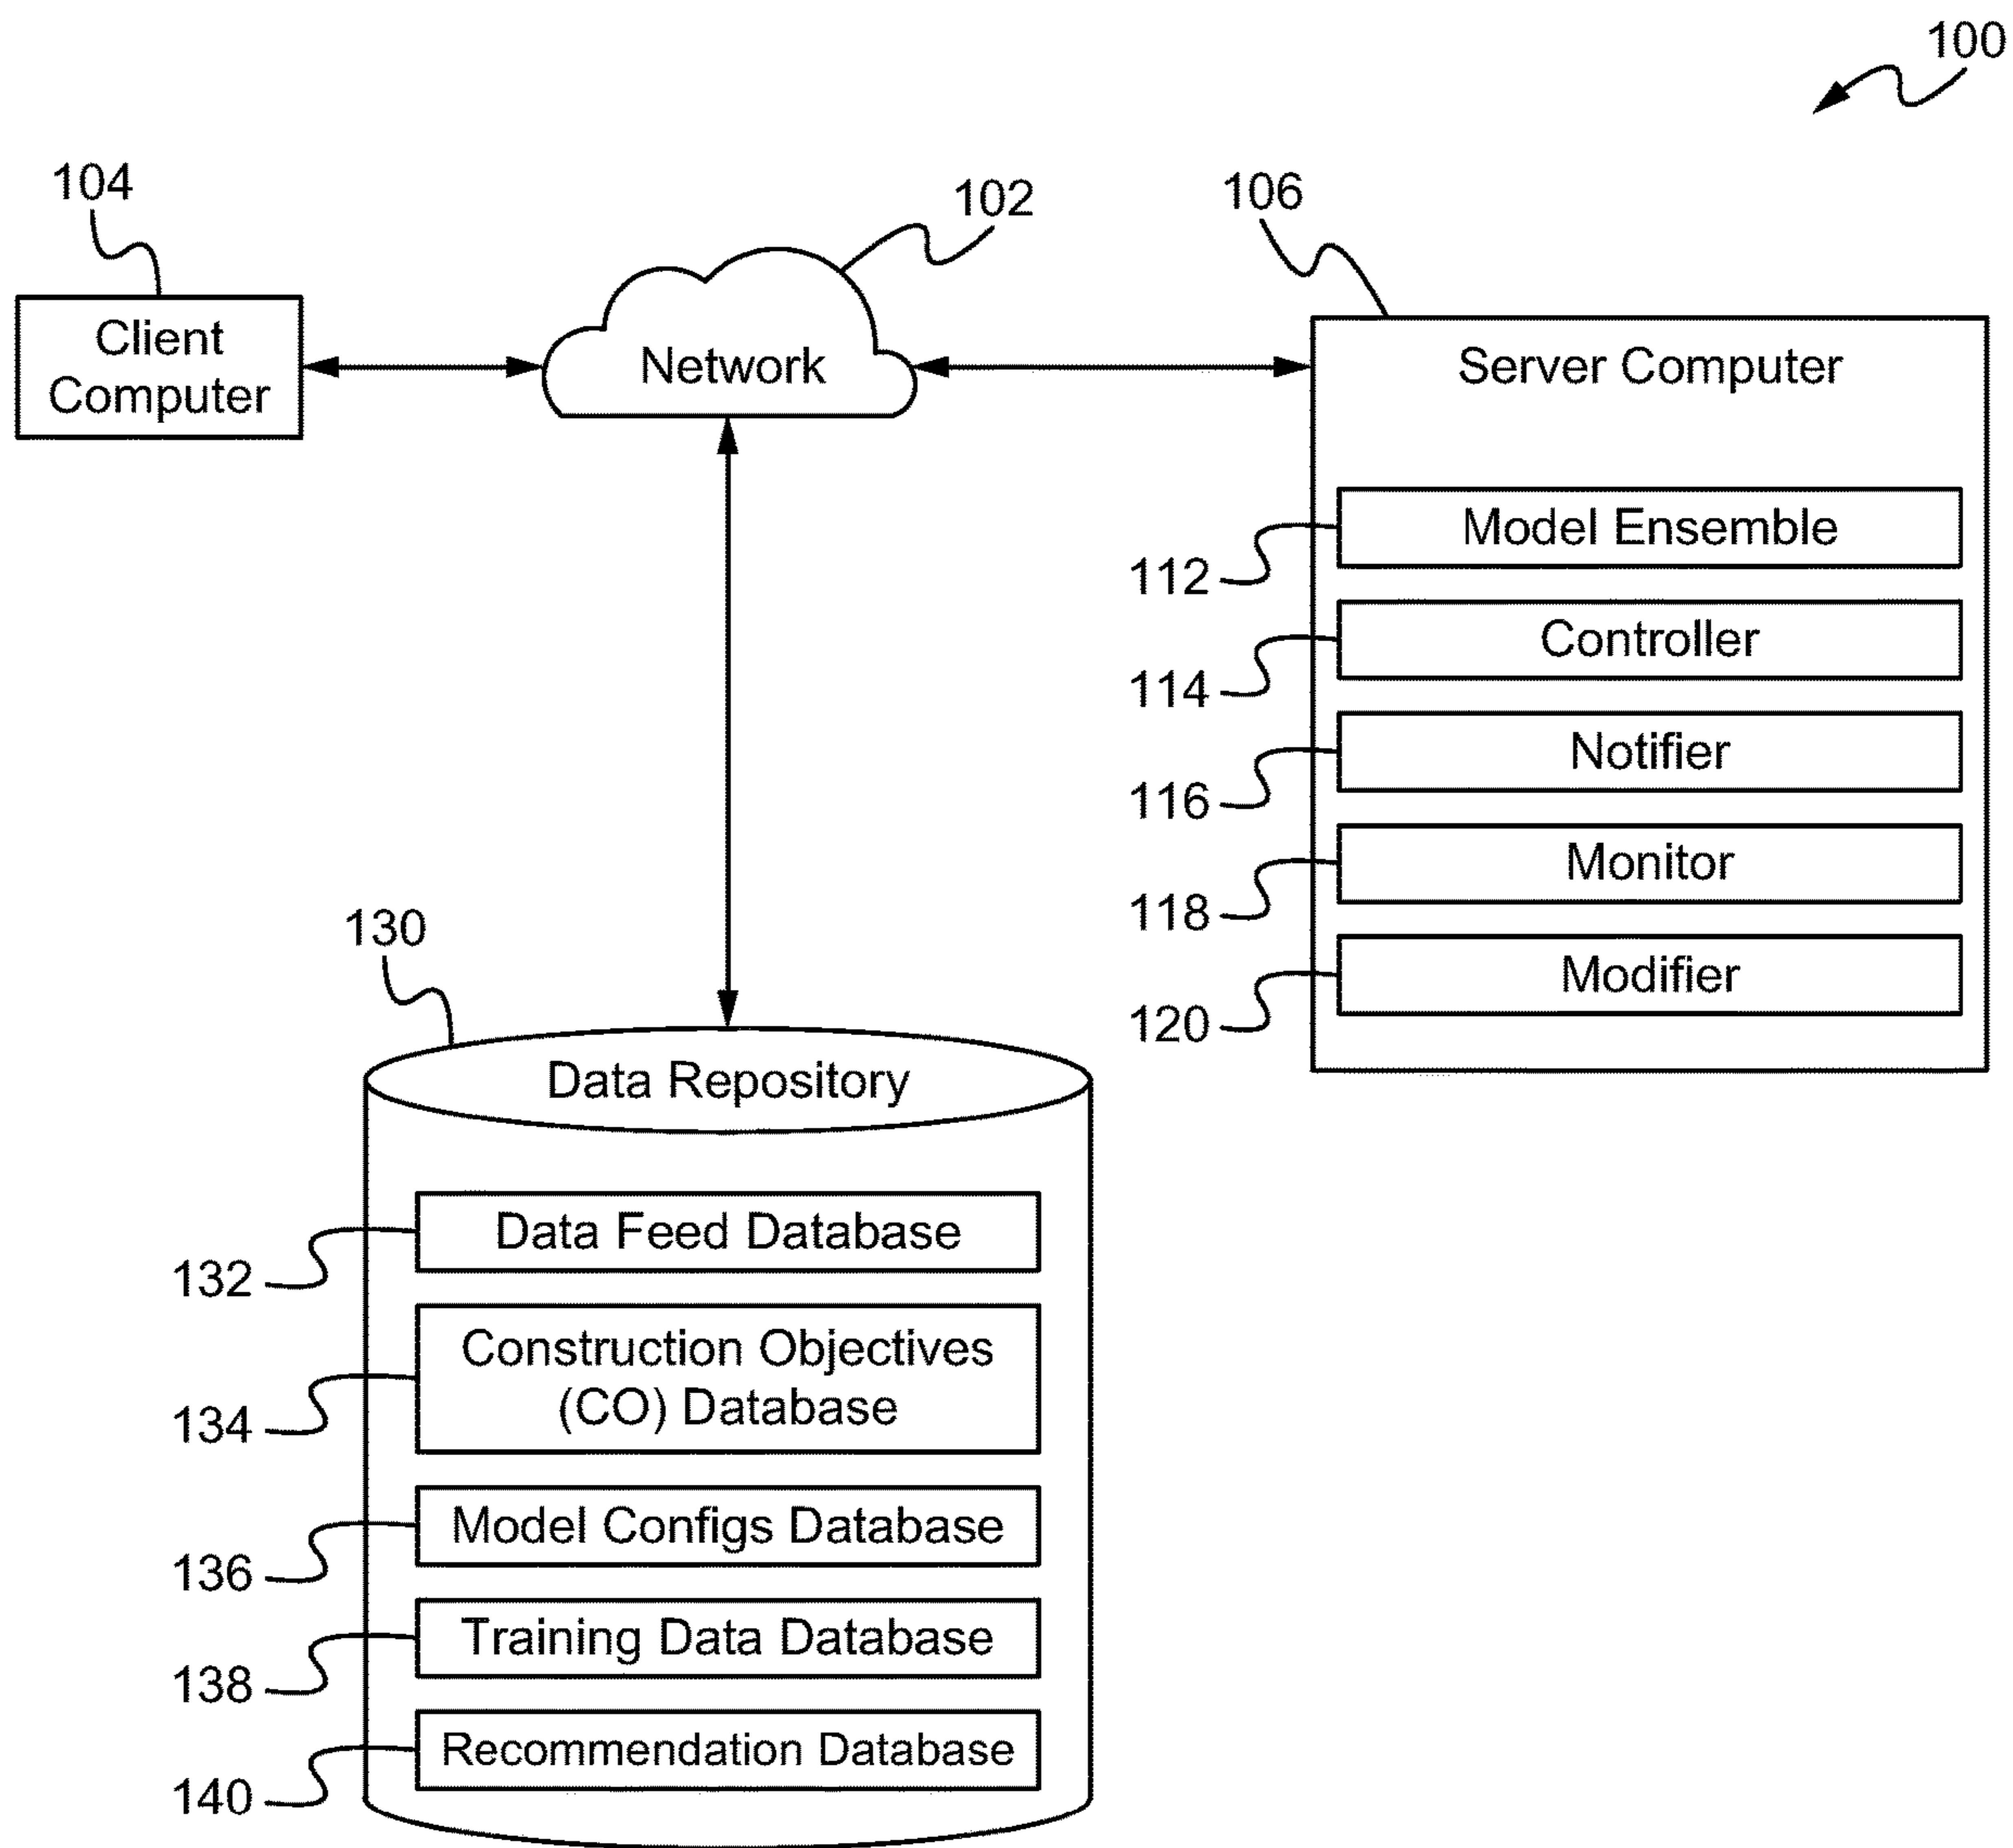 100
104
102
106
Client
Computer
Network
Server Computer
Model Ensemble
112
Controller
114
Notifier
116
Monitor
118
Modifier
120
130
Data Repository
Data Feed Database
132
Construction Objectives
(CO) Database
134
Model Configs Database
136
Training Data Database
138
Recommendation Database
140